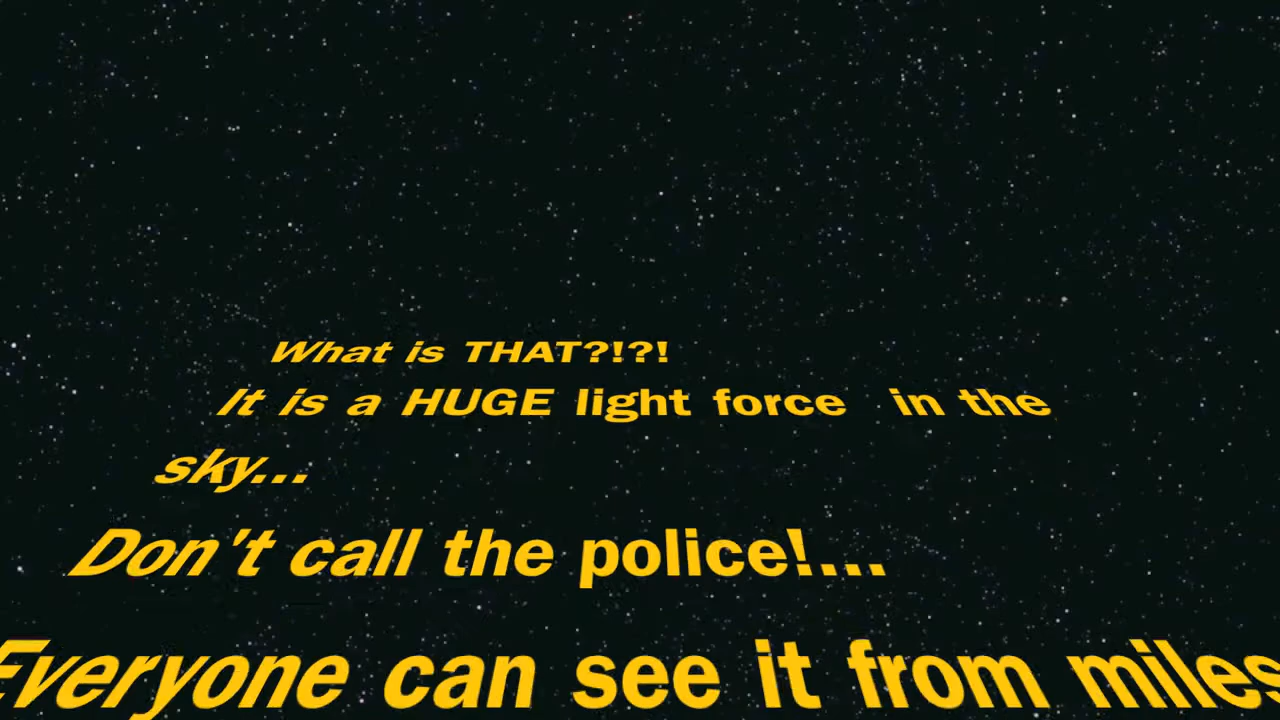 What is THAT?!?!
It is a HUGE light force in the
sky...
Don't call the police!...
Everyone can see it from miles